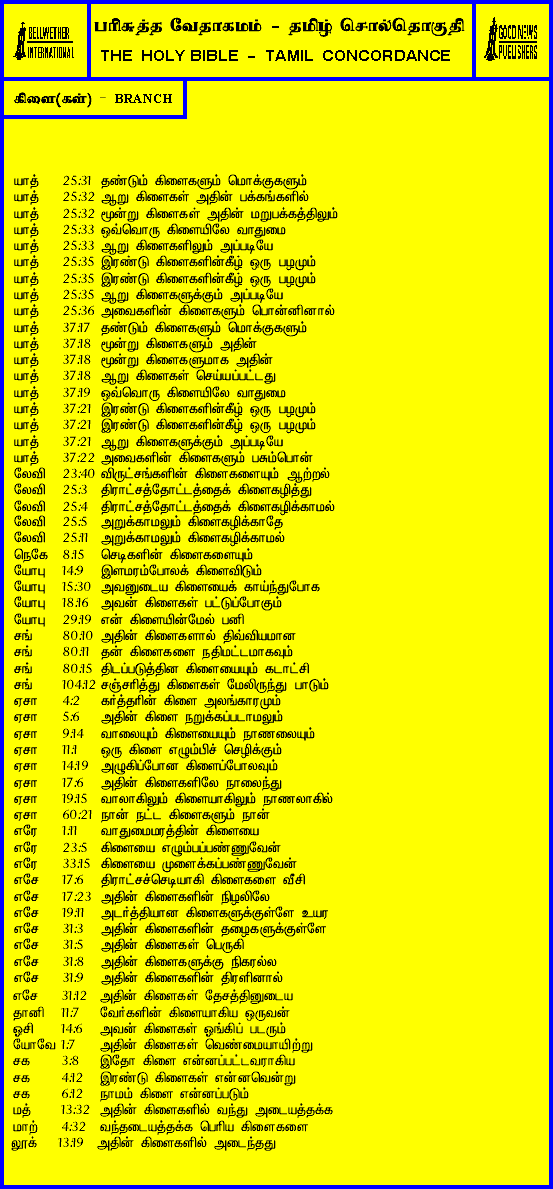 BELLWETHER INTERNATIONAL
பரிசுத்த வேதாகமம் – தமிழ் சொல்தொகுதி
THE HOLY BIBLE – TAMIL CONCORDANCE
GOOD NEWS PUBLISHERS
கிளை(கள்) – BRANCH
யாத் 25:31 தண்டும் கிளைகளும் மொக்குகளும்
யாத் 25:32 ஆறு கிளைகள் அதின் பக்கங்களில்
யாத் 25:32 மூன்று கிளைகள் அதின் மறுபக்கத்திலும்
யாத் 25:33 ஒவ்வொரு கிளையிலே வாதுமை
யாத் 25:33 ஆறு கிளைகளிலும் அப்படியே
யாத் 25:35 இரண்டு கிளைகளின்கீழ் ஒரு பழமும்
யாத் 25:35 இரண்டு கிளைகளின்கீழ் ஒரு பழமும்
யாத் 25:35 ஆறு கிளைகளுக்கும் அப்படியே
யாத் 25:36 அவைகளின் கிளைகளும் பொன்னினால்
யாத் 37:17 தண்டும் கிளைகளும் மொக்குகளும்
யாத் 37:18 மூன்று கிளைகளும் அதின்
யாத் 37:18 மூன்று கிளைகளுமாக அதின்
யாத் 37:18 ஆறு கிளைகள் செய்யப்பட்டது
யாத் 37:19 ஒவ்வொரு கிளையிலே வாதுமை
யாத் 37:21 இரண்டு கிளைகளின்கீழ் ஒரு பழமும்
யாத் 37:21 இரண்டு கிளைகளின்கீழ் ஒரு பழமும்
யாத் 37:21 ஆறு கிளைகளுக்கும் அப்படியே
யாத் 37:22 அவைகளின் கிளைகளும் பசும்பொன்
லேவி 23:40 விருட்சங்களின் கிளைகளையும் ஆற்றல்
லேவி 25:3 திராட்சத்தோட்டத்தைக் கிளைகழித்து
லேவி 25:4 திராட்சத்தோட்டத்தைக் கிளைகழிக்காமல்
லேவி 25:5 அறுக்காமலும் கிளைகழிக்காதே
லேவி 25:11 அறுக்காமலும் கிளைகழிக்காமல்
நெகே 8:15 செடிகளின் கிளைகளையும்
யோபு 14:9 இளமரம்போலக் கிளைவிடும்
யோபு 15:30 அவனுடைய கிளையைக் காய்ந்துபோக
யோபு 18:16 அவன் கிளைகள் பட்டுப்போகும்
யோபு 29:19 என் கிளையின்மேல் பனி
சங் 80:10 அதின் கிளைகளால் திவ்வியமான
சங் 80:11 தன் கிளைகளை நதிமட்டமாகவும்
சங் 80:15 திடப்படுத்தின கிளையையும் கடாட்சி
சங் 104:12 சஞ்சரித்து கிளைகள் மேலிருந்து பாடும்
ஏசா 4:2 கர்த்தரின் கிளை அலங்காரமும்
ஏசா 5:6 அதின் கிளை நறுக்கப்படாமலும்
ஏசா 9:14 வாலையும் கிளையையும் நாணலையும்
ஏசா 11:1 ஒரு கிளை எழும்பிச் செழிக்கும்
ஏசா 14:19 அழுகிப்போன கிளைப்போலவும்
ஏசா 17:6 அதின் கிளைகளிலே நாலைந்து
ஏசா 19:15 வாலாகிலும் கிளையாகிலும் நாணலாகில்
ஏசா 60:21 நான் நட்ட கிளைகளும் நான்
எரே 1:11 வாதுமைமரத்தின் கிளையை
எரே 23:5 கிளையை எழும்பப்பண்ணுவேன்
எரே 33:15 கிளையை முளைக்கப்பண்ணுவேன்
எசே 17:6 திராட்சச்செடியாகி கிளைகளை வீசி
எசே 17:23 அதின் கிளைகளின் நிழலிலே
எசே 19:11 அடர்த்தியான கிளைகளுக்குள்ளே உயர
எசே 31:3 அதின் கிளைகளின் தழைகளுக்குள்ளே
எசே 31:5 அதின் கிளைகள் பெருகி
எசே 31:8 அதின் கிளைகளுக்கு நிகரல்ல
எசே 31:9 அதின் கிளைகளின் திரளினால்
எசே 31:12 அதின் கிளைகள் தேசத்தினுடைய
தானி 11:7 வேர்களின் கிளையாகிய ஒருவன்
ஒசி 14:6 அவன் கிளைகள் ஓங்கிப் படரும்
யோவே 1:7 அதின் கிளைகள் வெண்மையாயிற்று
சக 3:8 இதோ கிளை என்னப்பட்டவராகிய
சக 4:12 இரண்டு கிளைகள் என்னவென்று
சக 6:12 நாமம் கிளை என்னப்படும்
மத் 13:32 அதின் கிளைகளில் வந்து அடையத்தக்க
மாற் 4:32 வந்தடையத்தக்க பெரிய கிளைகளை
லூக் 13:19 அதின் கிளைகளில் அடைந்தது